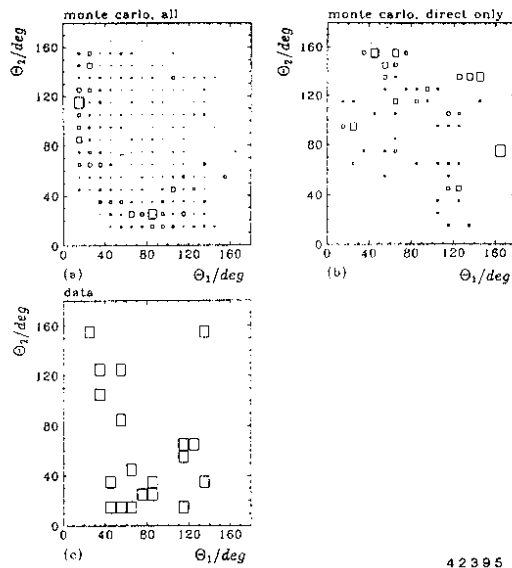 monte carlo, all
Θ₂/deg
160
120
80
40
0
0 40 80 120 160
(a) Θ₁/deg
monte carlo, direct only
Θ₂/deg
160
120
80
40
0
0 40 80 120 160
(b) Θ₁/deg
data
Θ₂/deg
160
120
80
40
0
0 40 80 120 160
(c) Θ₁/deg
42395